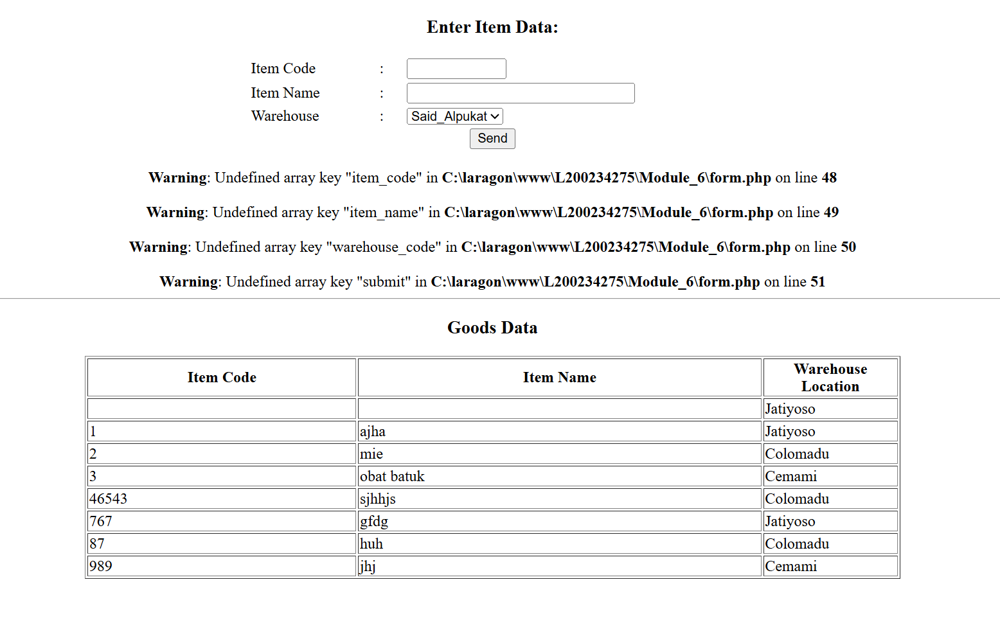 Enter Item Data:
Item Code :
Item Name :
Warehouse : Said_Alpukat
Send
Warning: Undefined array key "item_code" in C:\laragon\www\L200234275\Module_6\form.php on line 48
Warning: Undefined array key "item_name" in C:\laragon\www\L200234275\Module_6\form.php on line 49
Warning: Undefined array key "warehouse_code" in C:\laragon\www\L200234275\Module_6\form.php on line 50
Warning: Undefined array key "submit" in C:\laragon\www\L200234275\Module_6\form.php on line 51
Goods Data
Item Code Item Name Warehouse
Location
Jatiyoso
1 ajha Jatiyoso
2 mie Colomadu
3 obat batuk Cemami
46543 sjhhjs Colomadu
767 gfdg Jatiyoso
87 huh Colomadu
989 jhj Cemami